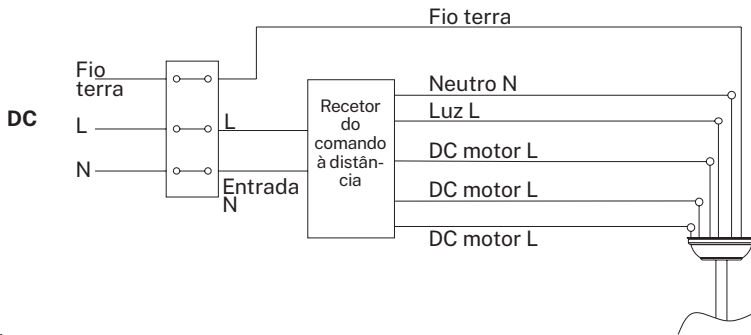 Fio terra
Fio
terra
Neutro N
DC
L
L
Recetor
do
comando
à distân-
cia
Luz L
DC motor L
N
Entrada
N
DC motor L
DC motor L